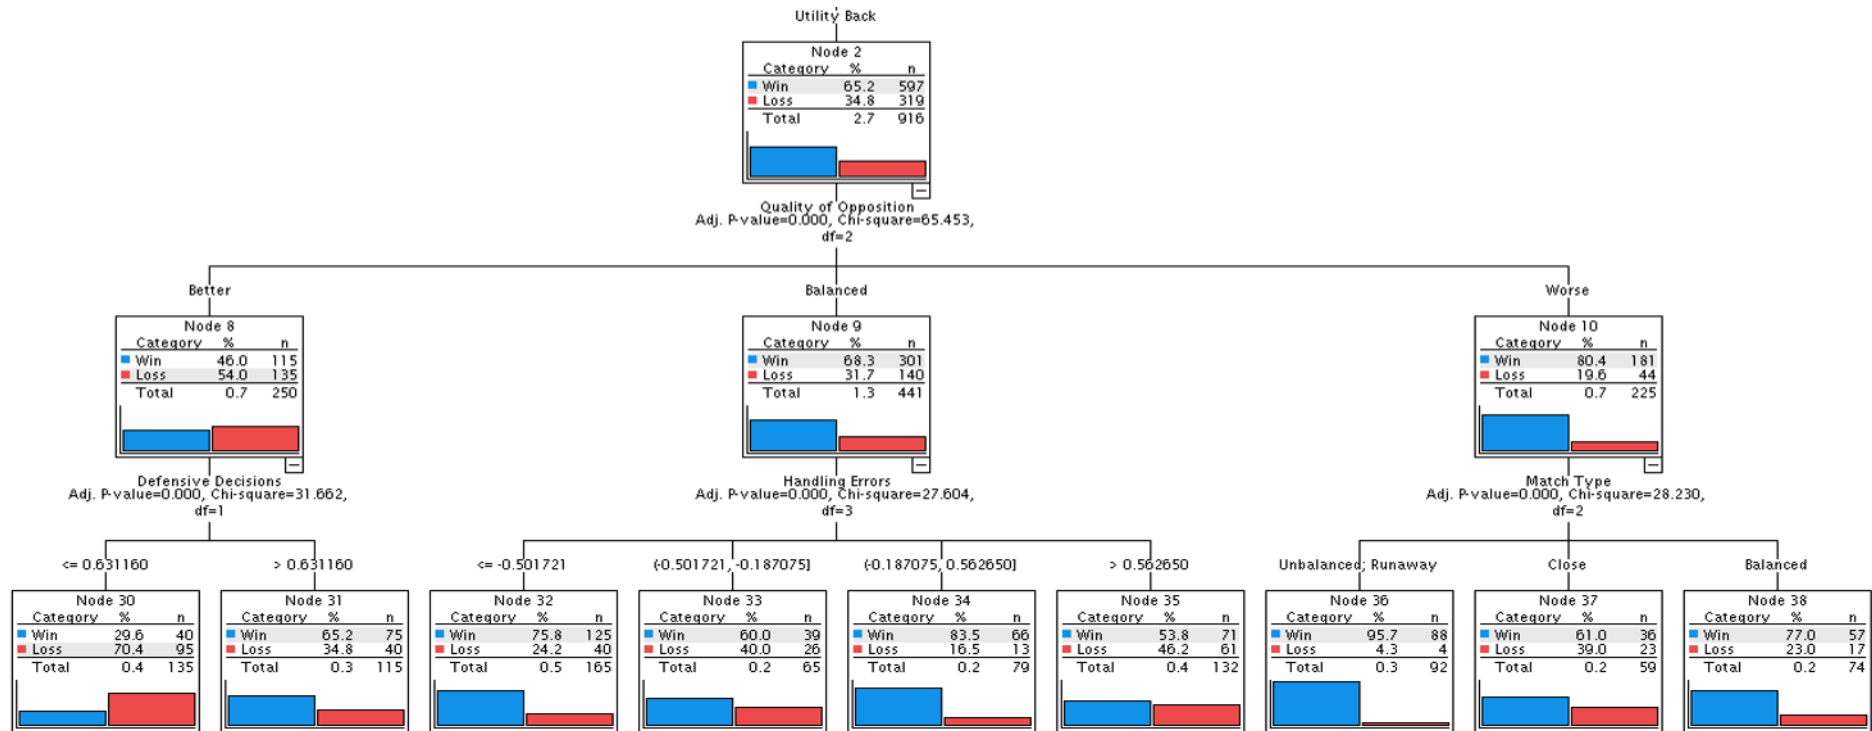 Utility Back
Node 2
Category % n
Win 65.2 597
Loss 34.8 319
Total 2.7 916
Quality of Opposition
Adj. P-value=0.000, Chi-square=65.453,
df=2
Better
Balanced
Worse
Node 8
Category % n
Win 46.0 115
Loss 54.0 135
Total 0.7 250
Defensive Decisions
Adj. P-value=0.000, Chi-square=31.662,
df=1
Node 9
Category % n
Win 68.3 301
Loss 31.7 140
Total 1.3 441
Handling Errors
Adj. P-value=0.000, Chi-square=27.604,
df=3
Node 10
Category % n
Win 80.4 181
Loss 19.6 44
Total 0.7 225
Match Type
Adj. P-value=0.000, Chi-square=28.230,
df=2
<= 0.631160
Node 30
Category % n
Win 29.6 40
Loss 70.4 95
Total 0.4 135
> 0.631160
Node 31
Category % n
Win 65.2 75
Loss 34.8 40
Total 0.3 115
<= -0.501721
Node 32
Category % n
Win 75.8 125
Loss 24.2 40
Total 0.5 165
(-0.501721, -0.187075]
Node 33
Category % n
Win 60.0 39
Loss 40.0 26
Total 0.2 65
(-0.187075, 0.562650]
Node 34
Category % n
Win 83.5 66
Loss 16.5 13
Total 0.2 79
> 0.562650
Node 35
Category % n
Win 53.8 71
Loss 46.2 61
Total 0.4 132
Unbalanced; Runaway
Node 36
Category % n
Win 95.7 88
Loss 4.3 4
Total 0.3 92
Close
Node 37
Category % n
Win 61.0 36
Loss 39.0 23
Total 0.2 59
Balanced
Node 38
Category % n
Win 77.0 57
Loss 23.0 17
Total 0.2 74